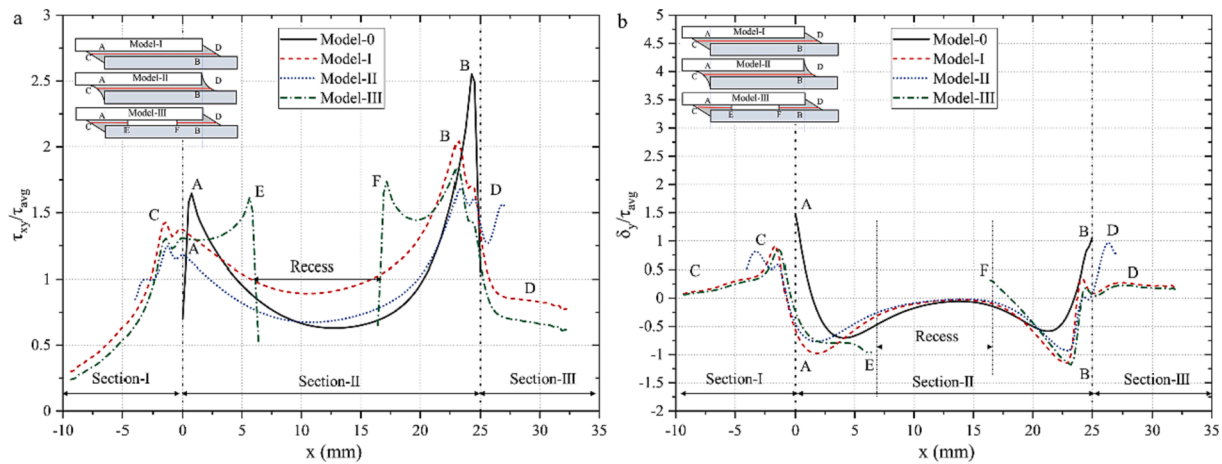 a
τxy/τavg
3
2.5
2
1.5
1
0.5
0
-10 -5 0 5 10 15 20 25 30 35
x (mm)
Model-I
A
C
B
D
Model-II
A
C
B
D
Model-III
A
C
E
F
B
D
Model-0
Model-I
Model-II
Model-III
A
B
E
F
B
C
A
D
D
Recess
Section-I
Section-II
Section-III
b
δy/τavg
5
4.5
4
3.5
3
2.5
2
1.5
1
0.5
0
-0.5
-1
-1.5
-2
-10 -5 0 5 10 15 20 25 30 35
x (mm)
Model-I
A
C
B
D
Model-II
A
C
B
D
Model-III
A
C
E
F
B
D
Model-0
Model-I
Model-II
Model-III
A
B
D
C
C
F
D
A
E
B
Recess
Section-I
Section-II
Section-III